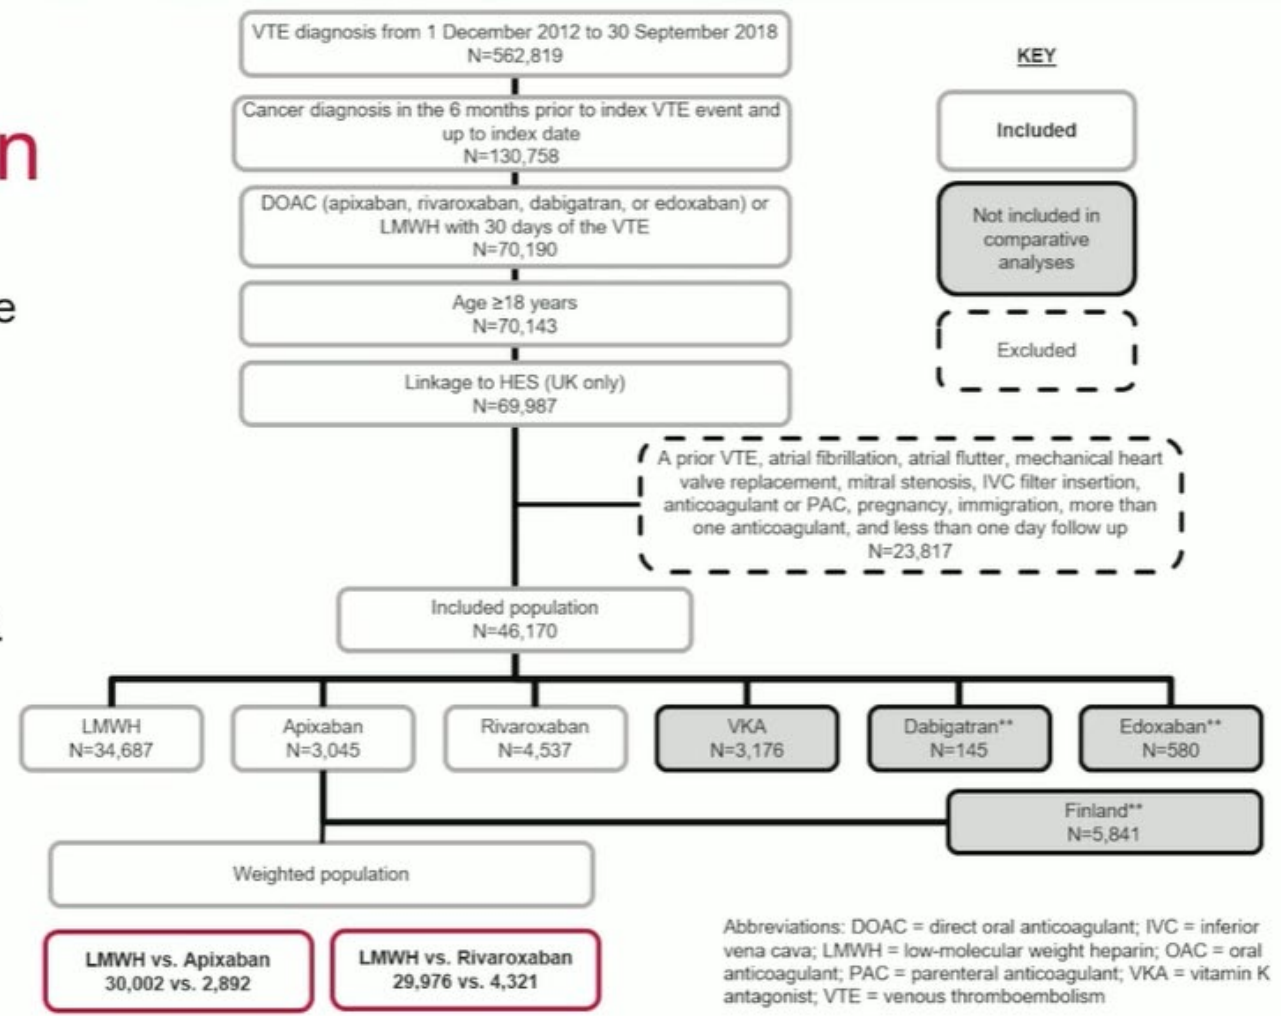 VTE diagnosis from 1 December 2012 to 30 September 2018
N=562,819
Cancer diagnosis in the 6 months prior to index VTE event and
up to index date
N=130,758
DOAC (apixaban, rivaroxaban, dabigatran, or edoxaban) or
LMWH with 30 days of the VTE
N=70,190
Age ≥18 years
N=70,143
Linkage to HES (UK only)
N=69,987
KEY
Included
Not included in
comparative
analyses
Excluded
n
e
A prior VTE, atrial fibrillation, atrial flutter, mechanical heart
valve replacement, mitral stenosis, IVC filter insertion,
anticoagulant or PAC, pregnancy, immigration, more than
one anticoagulant, and less than one day follow up
N=23,817
Included population
N=46,170
LMWH
N=34,687
Apixaban
N=3,045
Rivaroxaban
N=4,537
VKA
N=3,176
Dabigatran**
N=145
Edoxaban**
N=580
Finland**
N=5,841
Weighted population
LMWH vs. Apixaban
30,002 vs. 2,892
LMWH vs. Rivaroxaban
29,976 vs. 4,321
Abbreviations: DOAC = direct oral anticoagulant; IVC = inferior
vena cava; LMWH = low-molecular weight heparin; OAC = oral
anticoagulant; PAC = parenteral anticoagulant; VKA = vitamin K
antagonist; VTE = venous thromboembolism